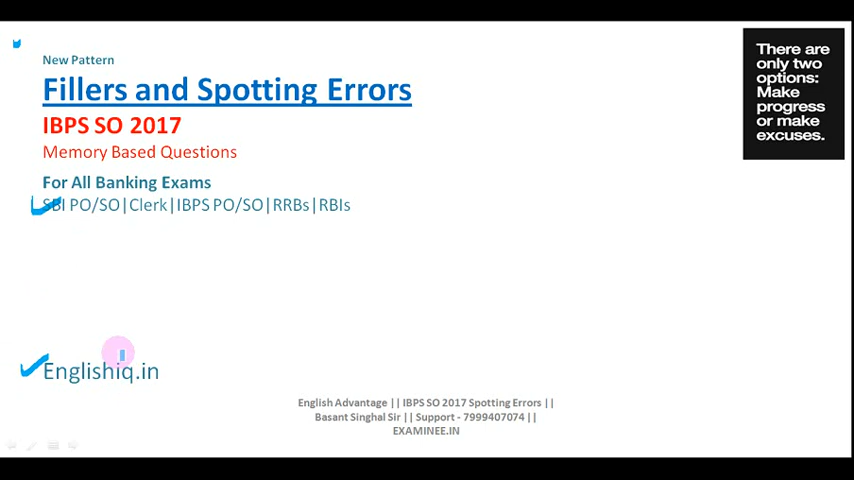 New Pattern
Fillers and Spotting Errors
IBPS SO 2017
Memory Based Questions
For All Banking Exams
SBI PO/SO|Clerk|IBPS PO/SO|RRBs|RBIs
Englishiq.in
There are
only two
options:
Make
progress
or make
excuses.
English Advantage || IBPS SO 2017 Spotting Errors ||
Basant Singhal Sir || Support - 7999407074 ||
EXAMINEE.IN